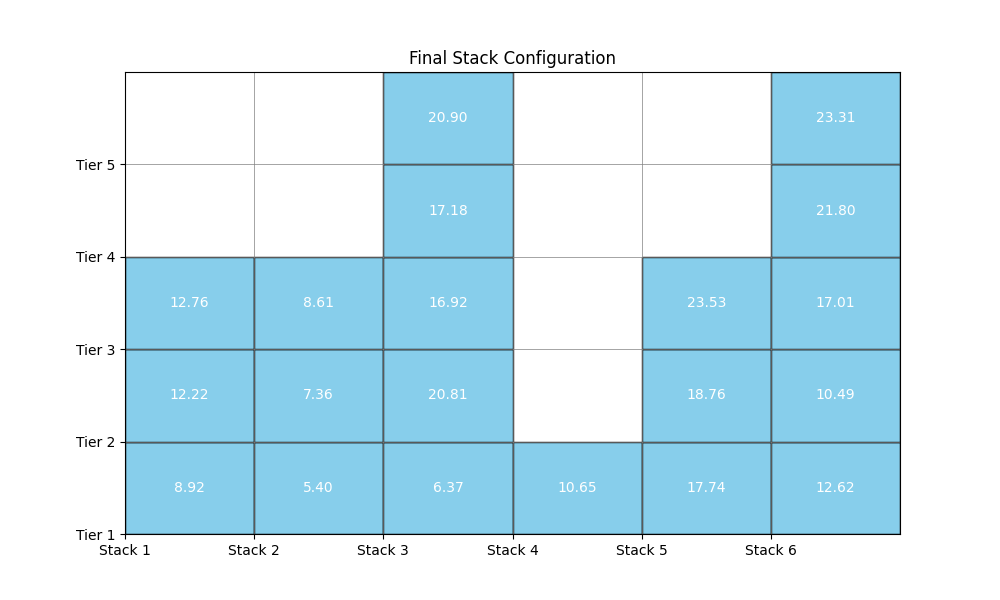 Final Stack Configuration
20.90 23.31
Tier 5
17.18 21.80
Tier 4
12.76 8.61 16.92 23.53 17.01
Tier 3
12.22 7.36 20.81 18.76 10.49
Tier 2
8.92 5.40 6.37 10.65 17.74 12.62
Tier 1
Stack 1 Stack 2 Stack 3 Stack 4 Stack 5 Stack 6